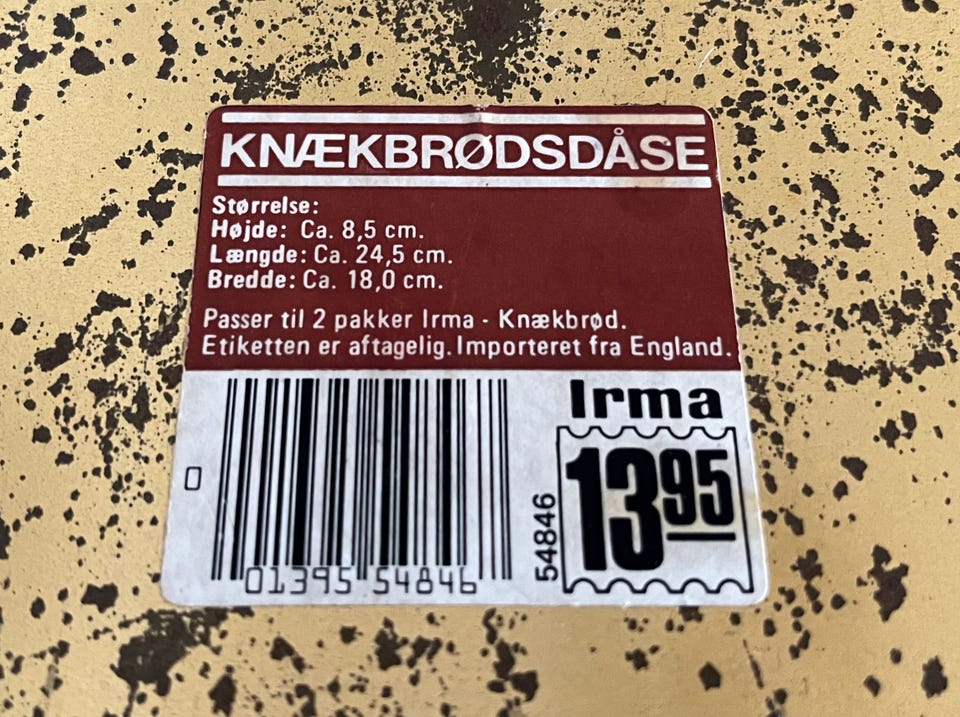 KNÆKBRØDSDÅSE
Størrelse:
Højde: Ca. 8,5 cm.
Længde: Ca. 24,5 cm.
Bredde: Ca. 18,0 cm.
Passer til 2 pakker Irma - Knækbrød.
Etiketten er aftagelig. Importeret fra England.
0
01395 54846
54846
Irma
13 95